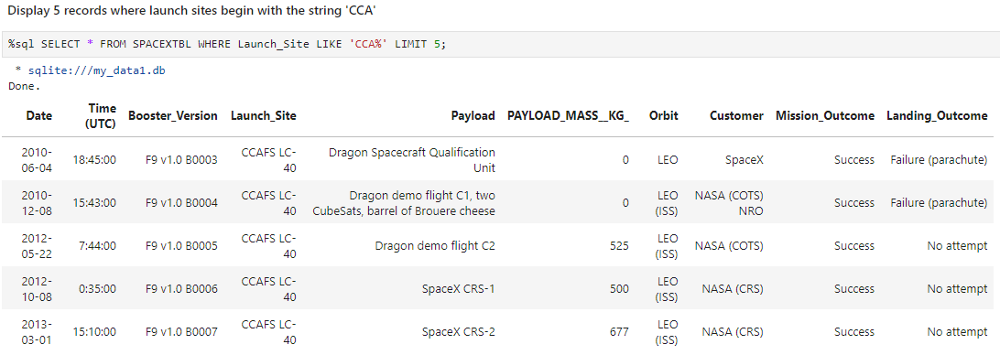 Display 5 records where launch sites begin with the string 'CCA'
%sql SELECT * FROM SPACEXTBL WHERE Launch_Site LIKE 'CCA%' LIMIT 5;
* sqlite:///my_data1.db
Done.
Date Time (UTC) Booster_Version Launch_Site Payload PAYLOAD_MASS__KG_ Orbit Customer Mission_Outcome Landing_Outcome
2010-06-04 18:45:00 F9 v1.0 B0003 CCAFS LC-40 Dragon Spacecraft Qualification Unit 0 LEO SpaceX Success Failure (parachute)
2010-12-08 15:43:00 F9 v1.0 B0004 CCAFS LC-40 Dragon demo flight C1, two CubeSats, barrel of Brouere cheese 0 LEO (ISS) NASA (COTS) NRO Success Failure (parachute)
2012-05-22 7:44:00 F9 v1.0 B0005 CCAFS LC-40 Dragon demo flight C2 525 LEO (ISS) NASA (COTS) Success No attempt
2012-10-08 0:35:00 F9 v1.0 B0006 CCAFS LC-40 SpaceX CRS-1 500 LEO (ISS) NASA (CRS) Success No attempt
2013-03-01 15:10:00 F9 v1.0 B0007 CCAFS LC-40 SpaceX CRS-2 677 LEO (ISS) NASA (CRS) Success No attempt